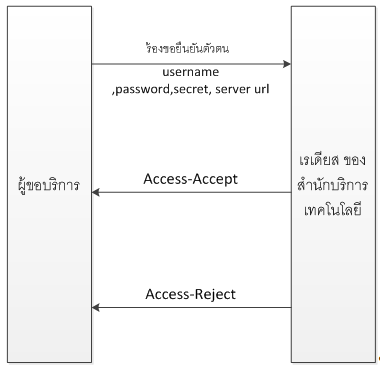 ร้องขอยืนยันตัวตน
username
,password,secret, server url
ผู้ขอบริการ
Access-Accept
เรเดียส ของ
สำนักบริการ
เทคโนโลยี
Access-Reject